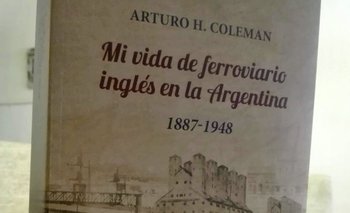 ARTURO H. COLEMAN
Mi vida de ferroviario
inglés en la Argentina
1887-1948